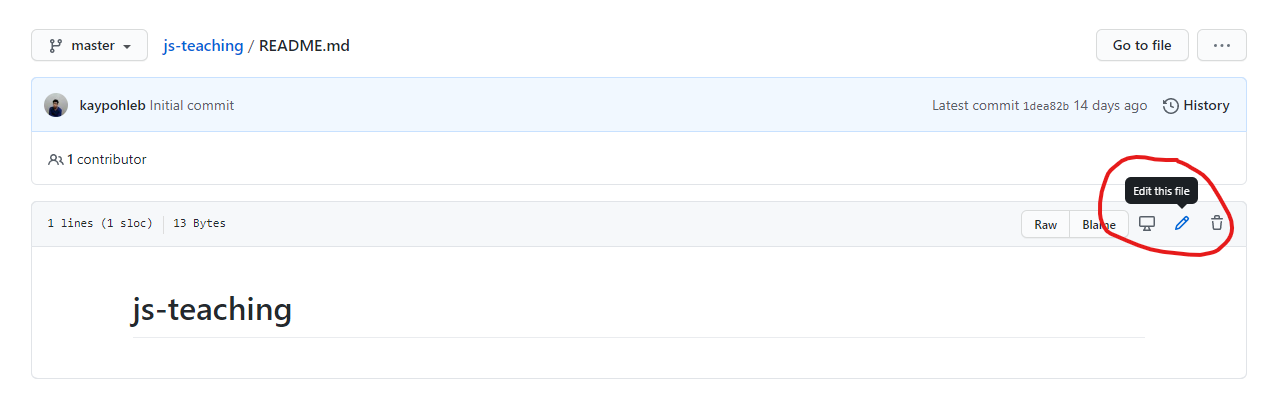 master js-teaching / README.md Go to file ...
kaypohleb Initial commit Latest commit 1dea82b 14 days ago History
1 contributor
Edit this file
1 lines (1 sloc) 13 Bytes Raw Blame
js-teaching